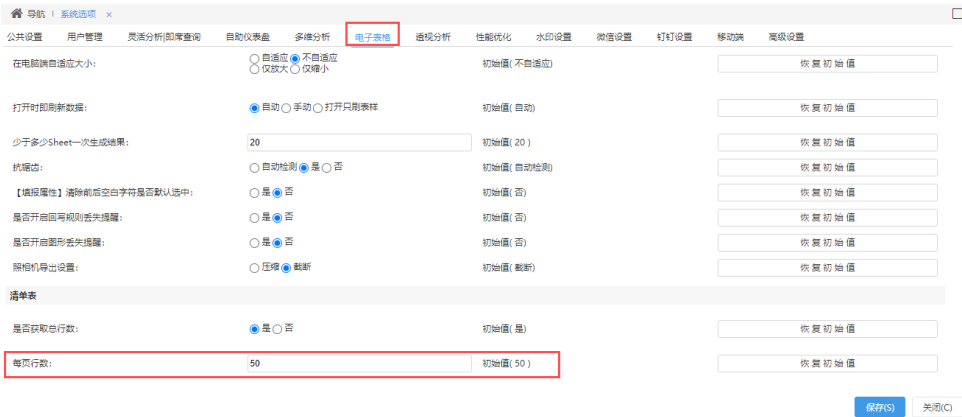 导航 系统选项 ×
公共设置 用户管理 灵活分析|即席查询 自助仪表盘 多维分析 电子表格 透视分析 性能优化 水印设置 微信设置 钉钉设置 移动端 高级设置
在电脑端自适应大小: 自适应 不自适应 初始值( 不自适应) 恢复初始值
仅放大 仅缩小
打开时即刷新数据: 自动 手动 打开只刷表样 初始值( 自动) 恢复初始值
少于多少Sheet一次生成结果: 20 初始值( 20 ) 恢复初始值
抗锯齿: 自动检测 是 否 初始值( 自动检测) 恢复初始值
【填报属性】清除前后空白字符是否默认选中: 是 否 初始值( 否) 恢复初始值
是否开启回写规则丢失提醒: 是 否 初始值( 否) 恢复初始值
是否开启图形丢失提醒: 是 否 初始值( 否) 恢复初始值
照相机导出设置: 压缩 截断 初始值( 截断) 恢复初始值
清单表
是否获取总行数: 是 否 初始值( 是) 恢复初始值
每页行数: 50 初始值( 50 ) 恢复初始值
保存(S) 关闭(C)